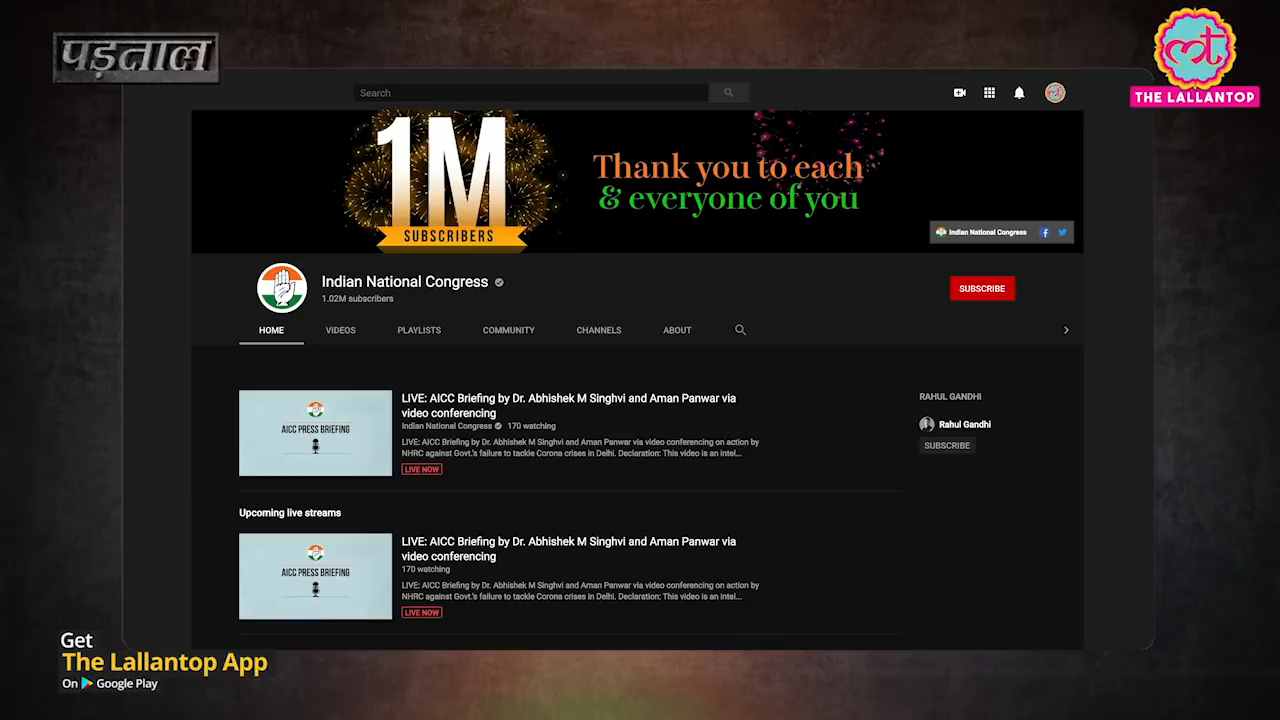 पड़ताल
THE LALLANTOP
Search
1M
SUBSCRIBERS
Thank you to each
& everyone of you
Indian National Congress
Indian National Congress
1.02M subscribers
SUBSCRIBE
HOME VIDEOS PLAYLISTS COMMUNITY CHANNELS ABOUT
AICC PRESS BRIEFING
LIVE: AICC Briefing by Dr. Abhishek M Singhvi and Aman Panwar via
video conferencing
Indian National Congress 170 watching
LIVE: AICC Briefing by Dr. Abhishek M Singhvi and Aman Panwar via video conferencing on action by
NHRC against Govt.'s failure to tackle Corona crises in Delhi. Declaration: This video is an intel...
LIVE NOW
RAHUL GANDHI
Rahul Gandhi
SUBSCRIBE
Upcoming live streams
AICC PRESS BRIEFING
LIVE: AICC Briefing by Dr. Abhishek M Singhvi and Aman Panwar via
video conferencing
170 watching
LIVE: AICC Briefing by Dr. Abhishek M Singhvi and Aman Panwar via video conferencing on action by
NHRC against Govt.'s failure to tackle Corona crises in Delhi. Declaration: This video is an intel...
LIVE NOW
Get
The Lallantop App
On Google Play